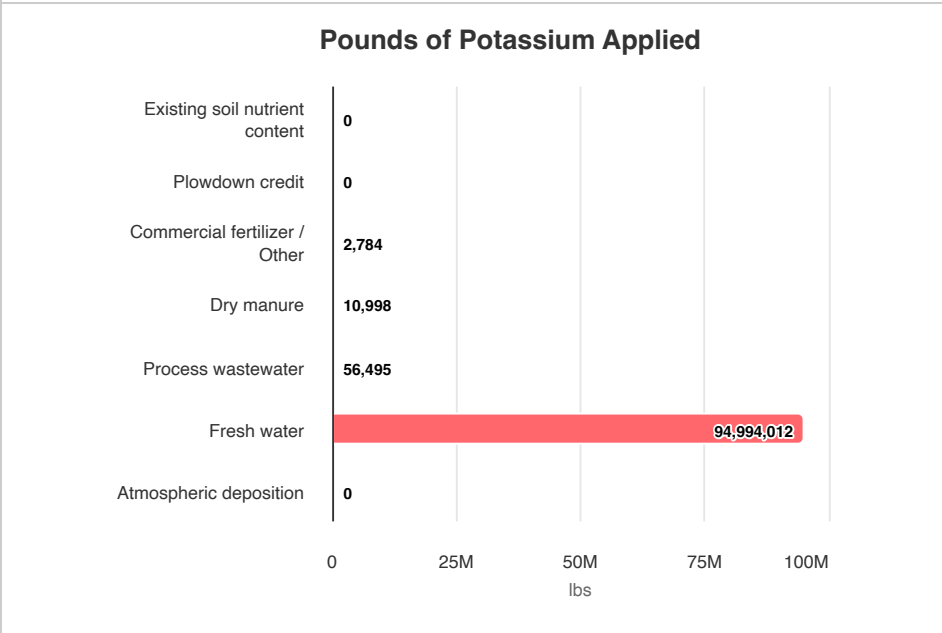 Pounds of Potassium Applied
Existing soil nutrient
content
0
Plowdown credit
0
Commercial fertilizer /
Other
2,784
Dry manure
10,998
Process wastewater
56,495
Fresh water
94,994,012
Atmospheric deposition
0
0
25M
50M
75M
100M
lbs